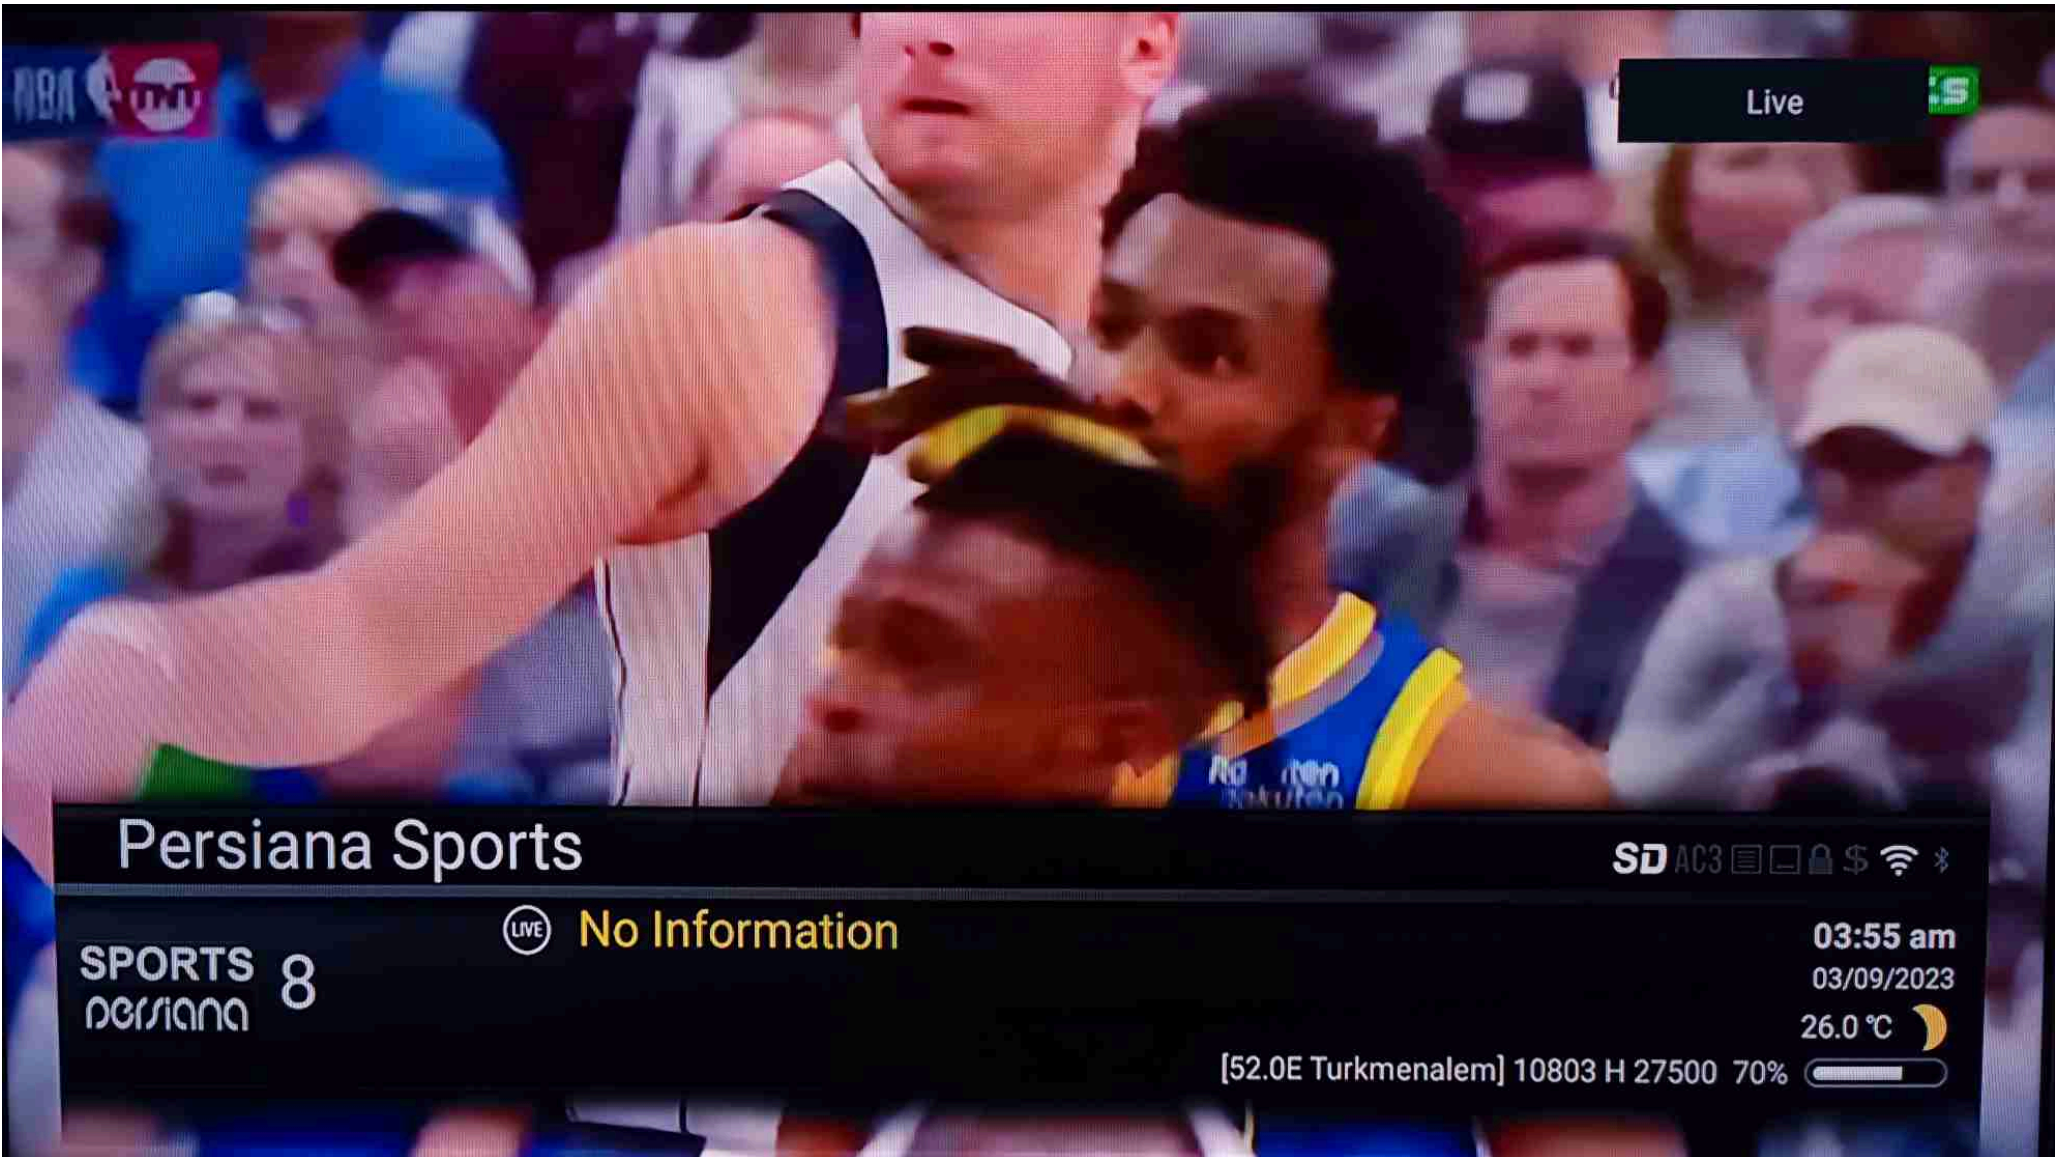 NBA TNT
Live
:S
Rakuten
Persiana Sports
SD AC3 $
LIVE No Information
03:55 am
SPORTS 8
persiana
03/09/2023
26.0 °C
[52.0E Turkmenalem] 10803 H 27500 70%